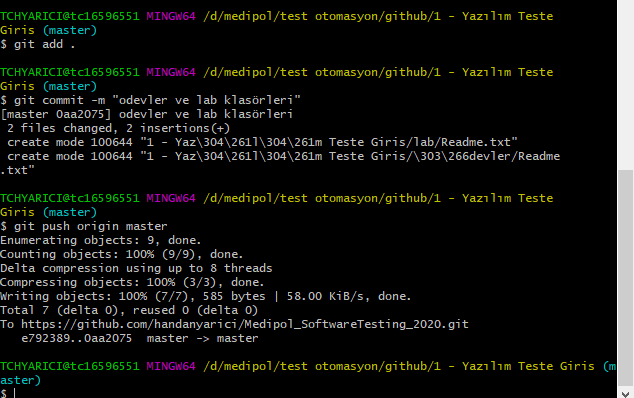 TCHYARICI@tc16596551 MINGW64 /d/medipol/test otomasyon/github/1 - Yazılım Teste
Giris (master)
$ git add .
TCHYARICI@tc16596551 MINGW64 /d/medipol/test otomasyon/github/1 - Yazılım Teste
Giris (master)
$ git commit -m "odevler ve lab klasörleri"
[master 0aa2075] odevler ve lab klasörleri
 2 files changed, 2 insertions(+)
 create mode 100644 "1 - Yaz\304\261l\304\261m Teste Giris/lab/Readme.txt"
 create mode 100644 "1 - Yaz\304\261l\304\261m Teste Giris/\303\266devler/Readme
.txt"
TCHYARICI@tc16596551 MINGW64 /d/medipol/test otomasyon/github/1 - Yazılım Teste
Giris (master)
$ git push origin master
Enumerating objects: 9, done.
Counting objects: 100% (9/9), done.
Delta compression using up to 8 threads
Compressing objects: 100% (3/3), done.
Writing objects: 100% (7/7), 585 bytes | 58.00 KiB/s, done.
Total 7 (delta 0), reused 0 (delta 0)
To https://github.com/handanyarici/Medipol_SoftwareTesting_2020.git
   e792389..0aa2075  master -> master
TCHYARICI@tc16596551 MINGW64 /d/medipol/test otomasyon/github/1 - Yazılım Teste Giris (m
aster)
$